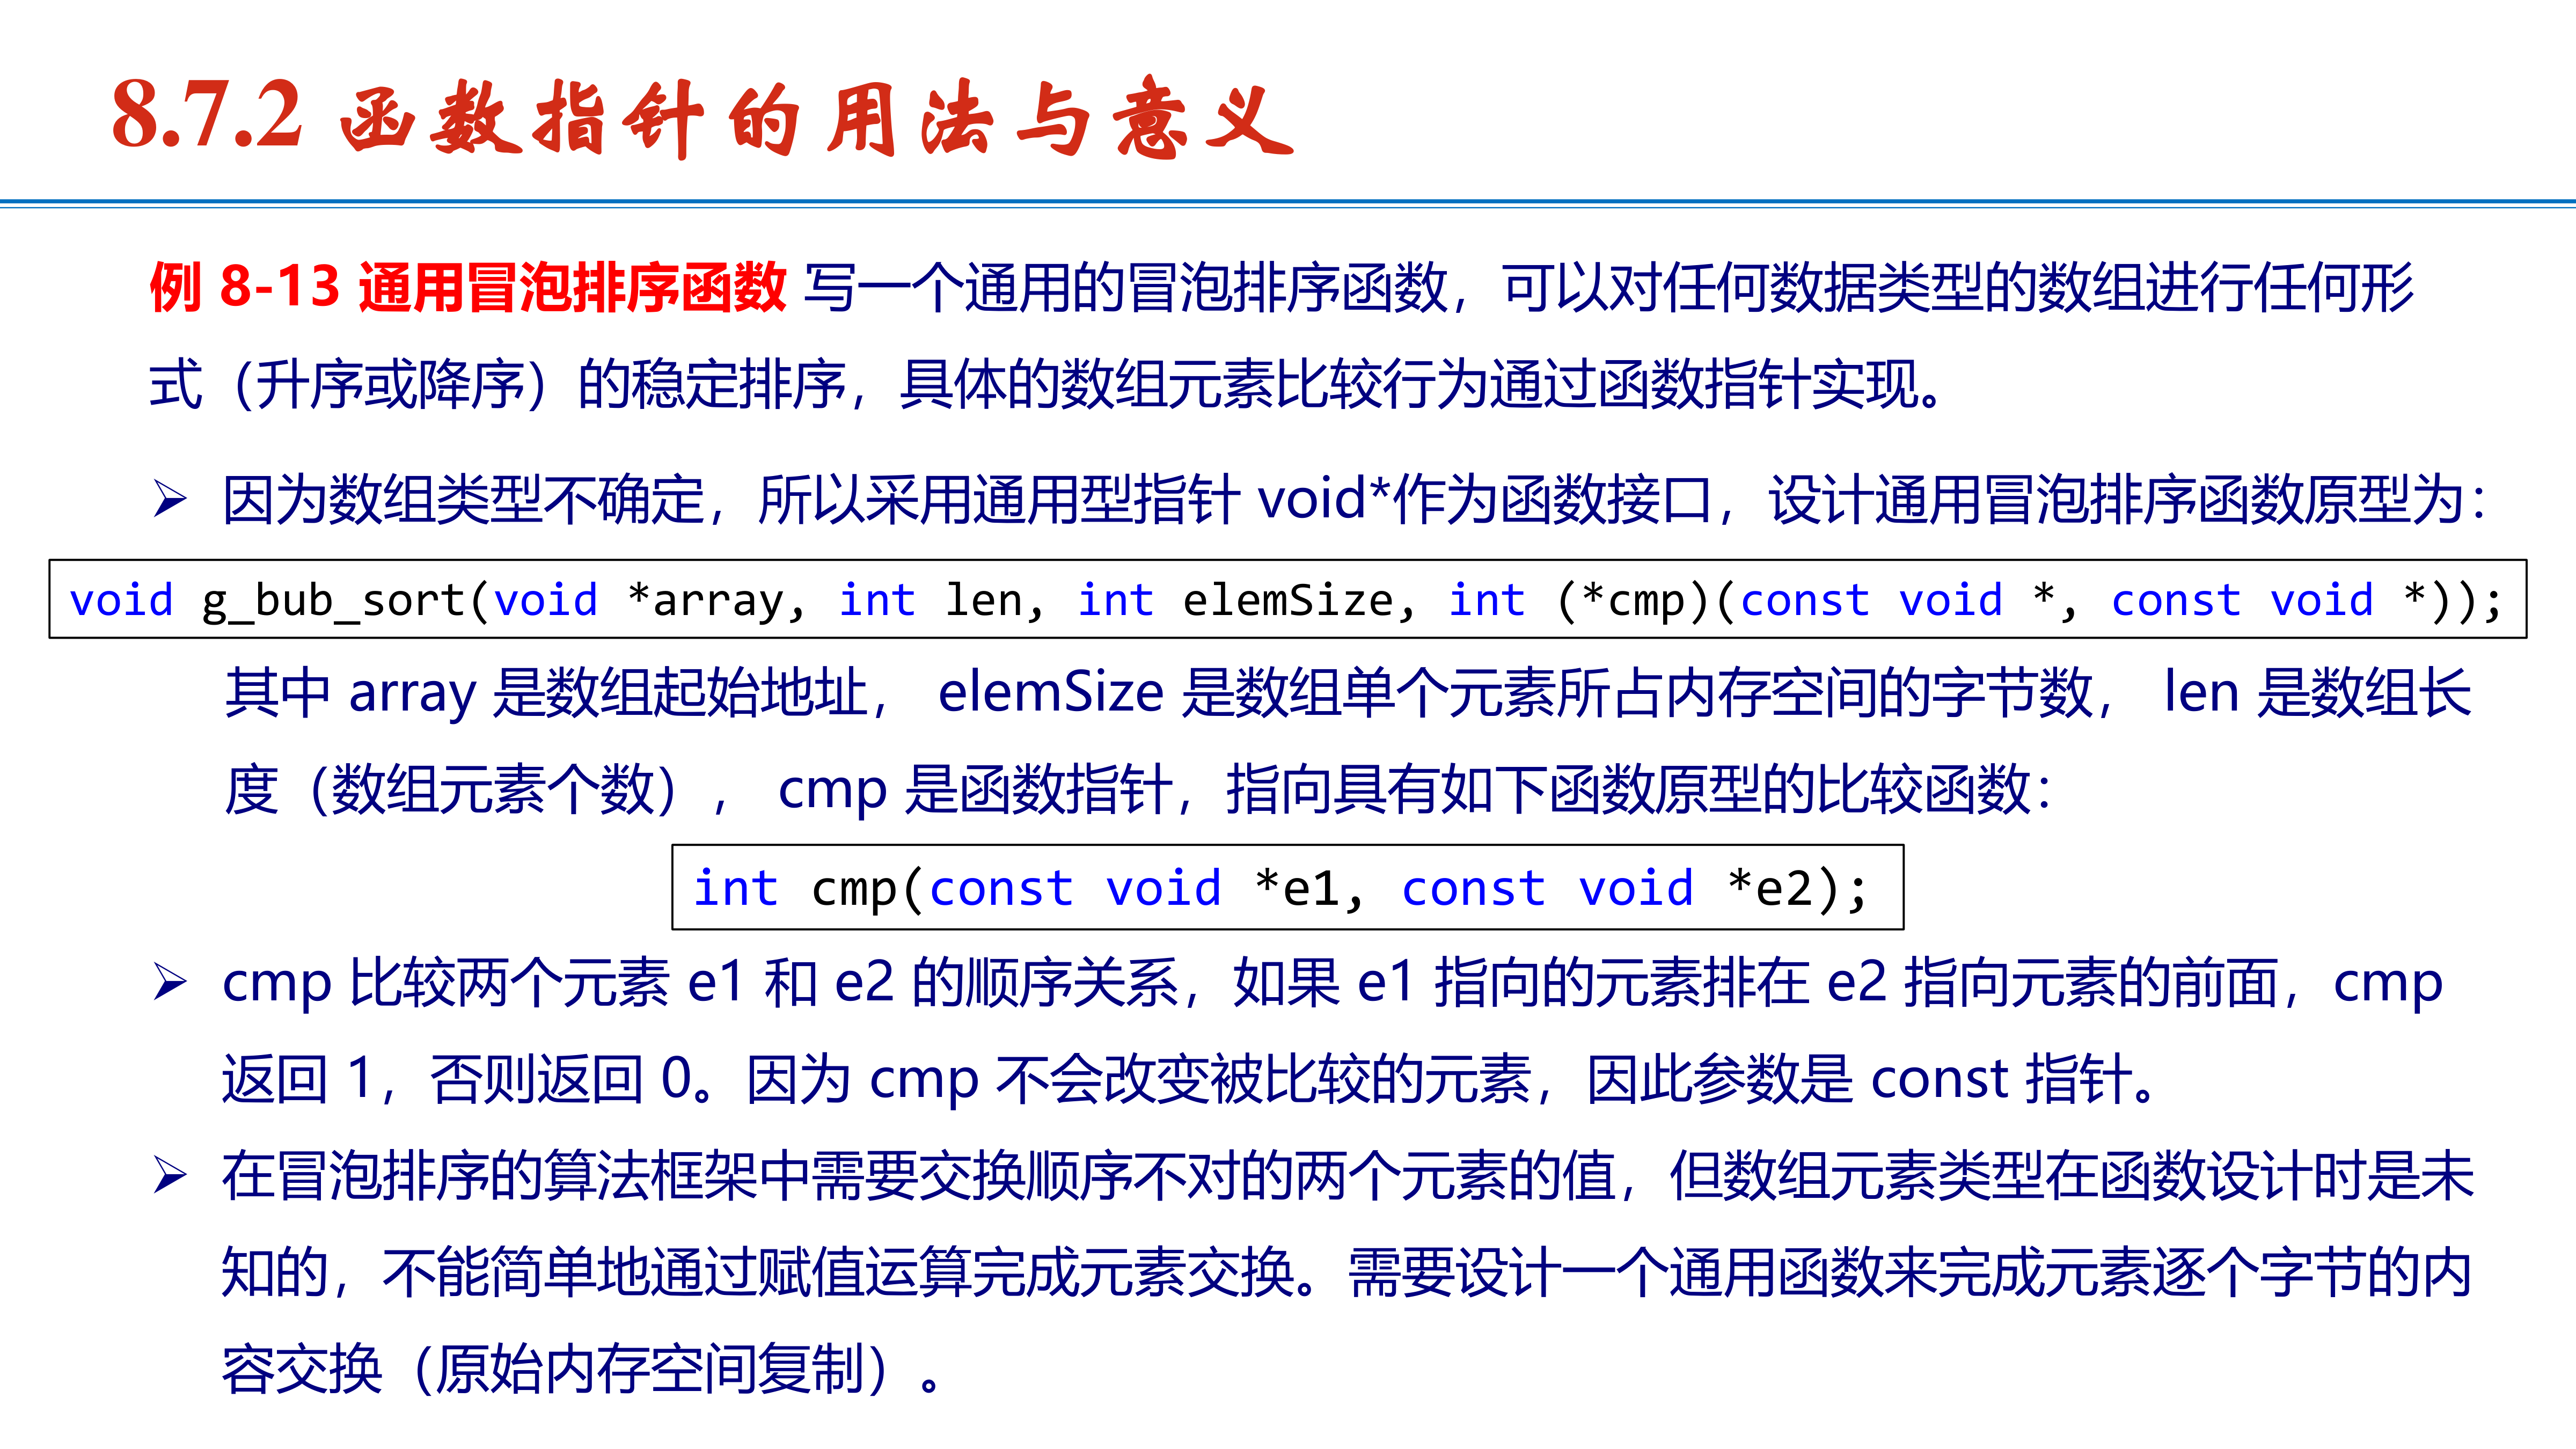 8.7.2 函数指针的用法与意义
例 8-13 通用冒泡排序函数 写一个通用的冒泡排序函数，可以对任何数据类型的数组进行任何形
式（升序或降序）的稳定排序，具体的数组元素比较行为通过函数指针实现。
➢ 因为数组类型不确定，所以采用通用型指针 void*作为函数接口，设计通用冒泡排序函数原型为：
void g_bub_sort(void *array, int len, int elemSize, int (*cmp)(const void *, const void *));
其中 array 是数组起始地址， elemSize 是数组单个元素所占内存空间的字节数， len 是数组长
度（数组元素个数）， cmp 是函数指针，指向具有如下函数原型的比较函数：
int cmp(const void *e1, const void *e2);
➢ cmp 比较两个元素 e1 和 e2 的顺序关系，如果 e1 指向的元素排在 e2 指向元素的前面，cmp
返回 1，否则返回 0。因为 cmp 不会改变被比较的元素，因此参数是 const 指针。
➢ 在冒泡排序的算法框架中需要交换顺序不对的两个元素的值，但数组元素类型在函数设计时是未
知的，不能简单地通过赋值运算完成元素交换。需要设计一个通用函数来完成元素逐个字节的内
容交换（原始内存空间复制）。